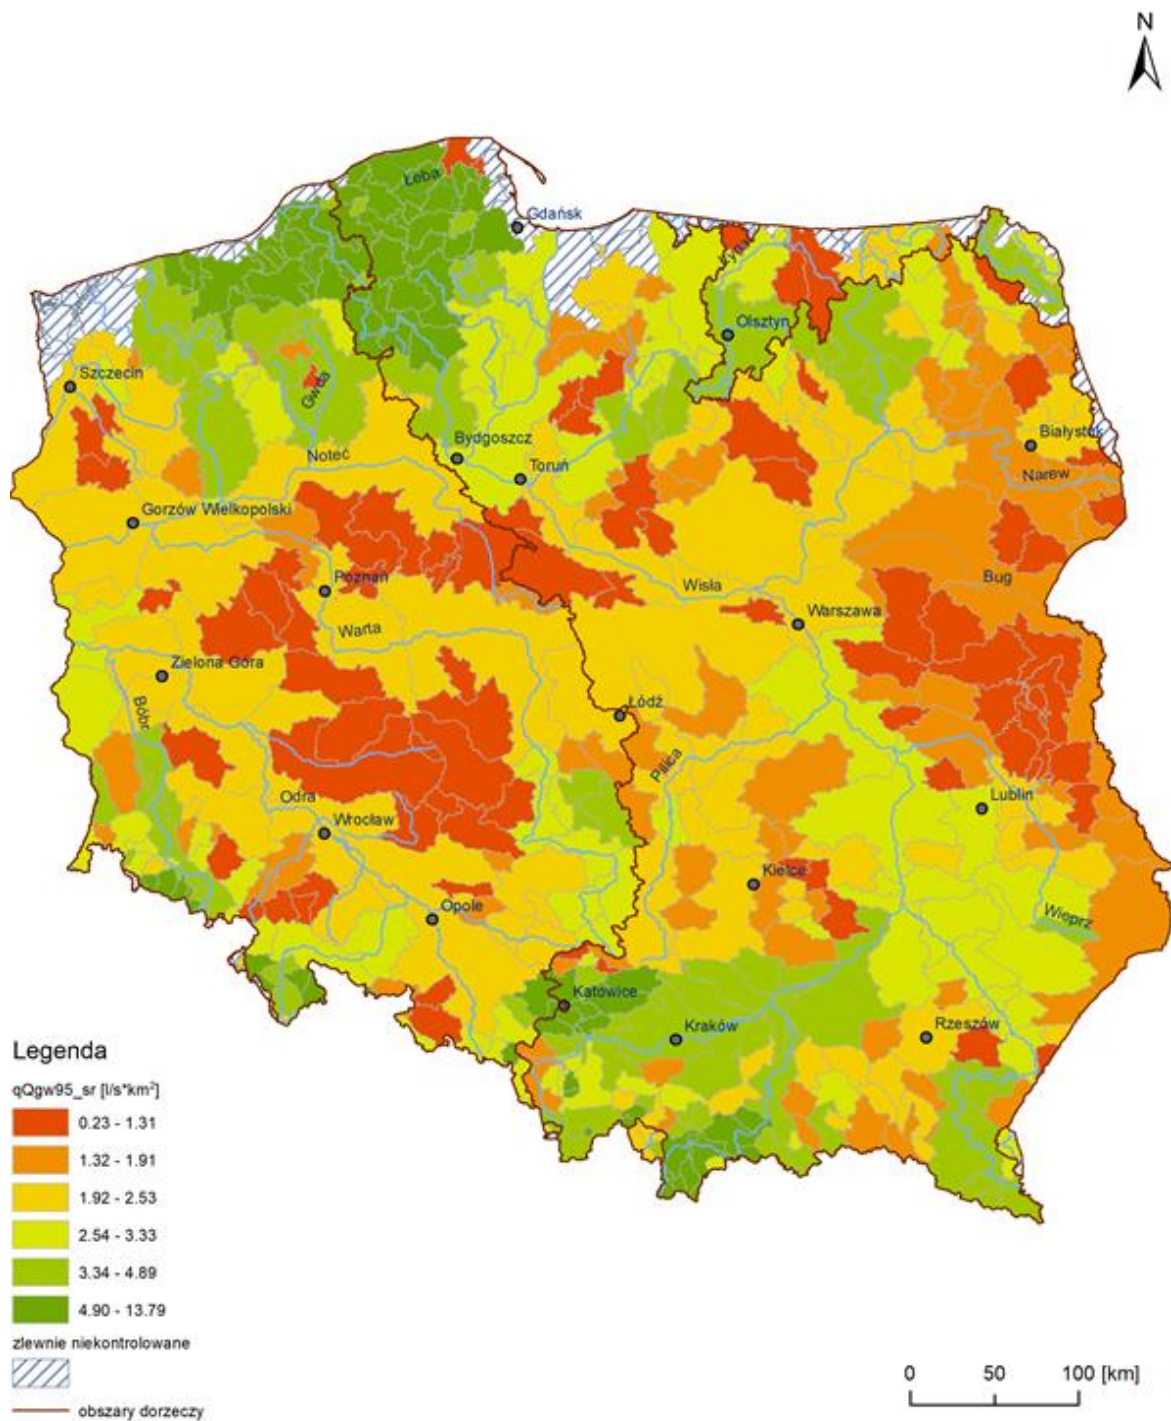 N
Łeba
Gdańsk
Łyna
Olsztyn
Szczecin
Gwda
Białystok
Bydgoszcz
Noteć
Toruń
Narew
Gorzów Wielkopolski
Poznań
Wisła
Bug
Warszawa
Warta
Zielona Góra
Bóbr
Łódź
Pilica
Odra
Lublin
Wrocław
Kielce
Opole
Wieprz
Katowice
Kraków
Rzeszów
Legenda
qQgw95_sr [l/s*km²]
0.23 - 1.31
1.32 - 1.91
1.92 - 2.53
2.54 - 3.33
3.34 - 4.89
4.90 - 13.79
zlewnie niekontrolowane
obszary dorzeczy
0 50 100 [km]